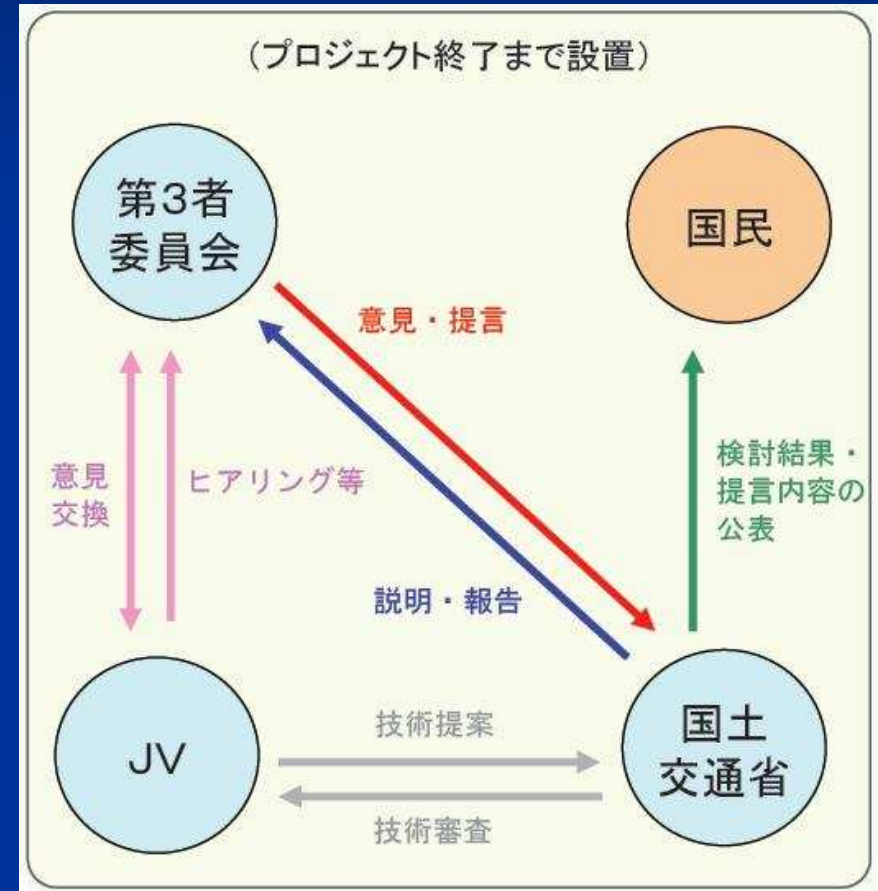 （プロジェクト終了まで設置）
第3者
委員会
国民
意見・提言
意見
交換
ヒアリング等
検討結果・
提言内容の
公表
説明・報告
JV
技術提案
技術審査
国土
交通省